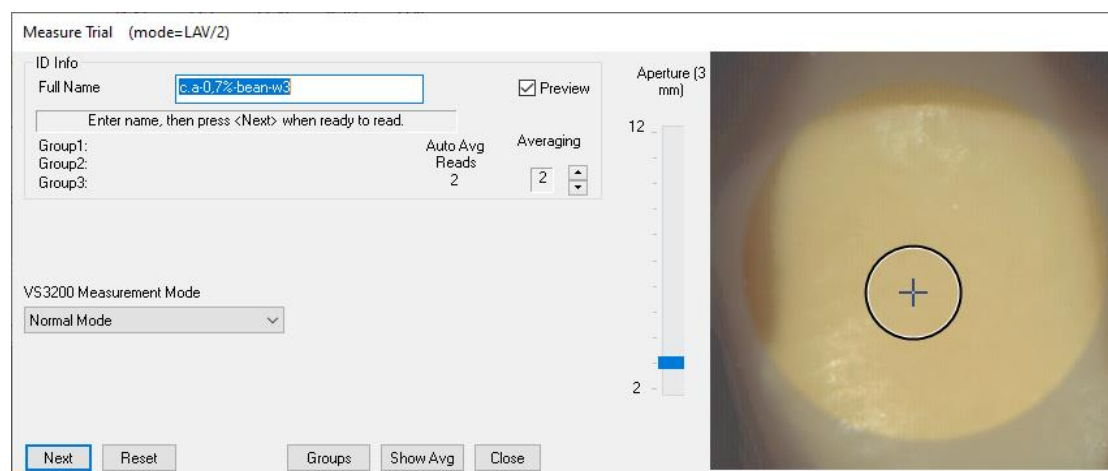 Measure Trial (mode=LAV/2)
ID Info
Full Name
c.a-0,7%-bean-w3
Preview
Enter name, then press <Next> when ready to read.
Group1:
Group2:
Group3:
Auto Avg
Reads
2
Averaging
2
Aperture (3
mm)
12
2
VS3200 Measurement Mode
Normal Mode
Next
Reset
Groups
Show Avg
Close